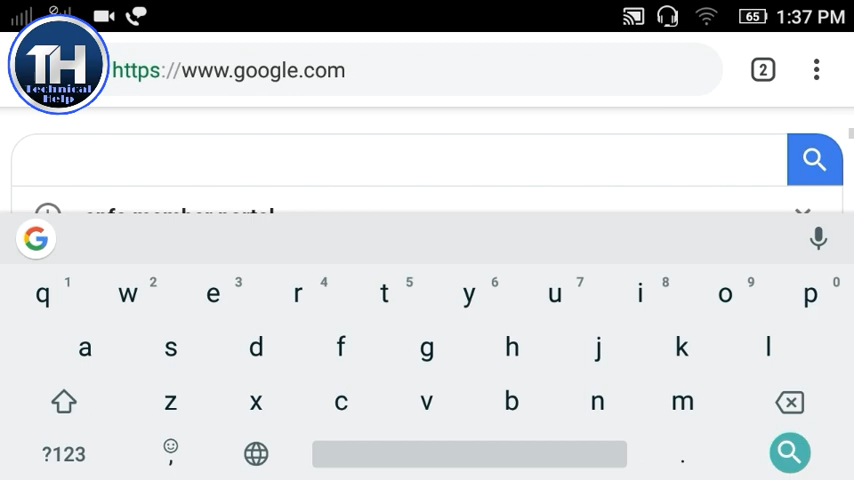 65 1:37 PM
TH
Technical
Help
https://www.google.com
2
G
1 2 3 4 5 6 7 8 9 0
q w e r t y u i o p
a s d f g h j k l
z x c v b n m
?123 , .